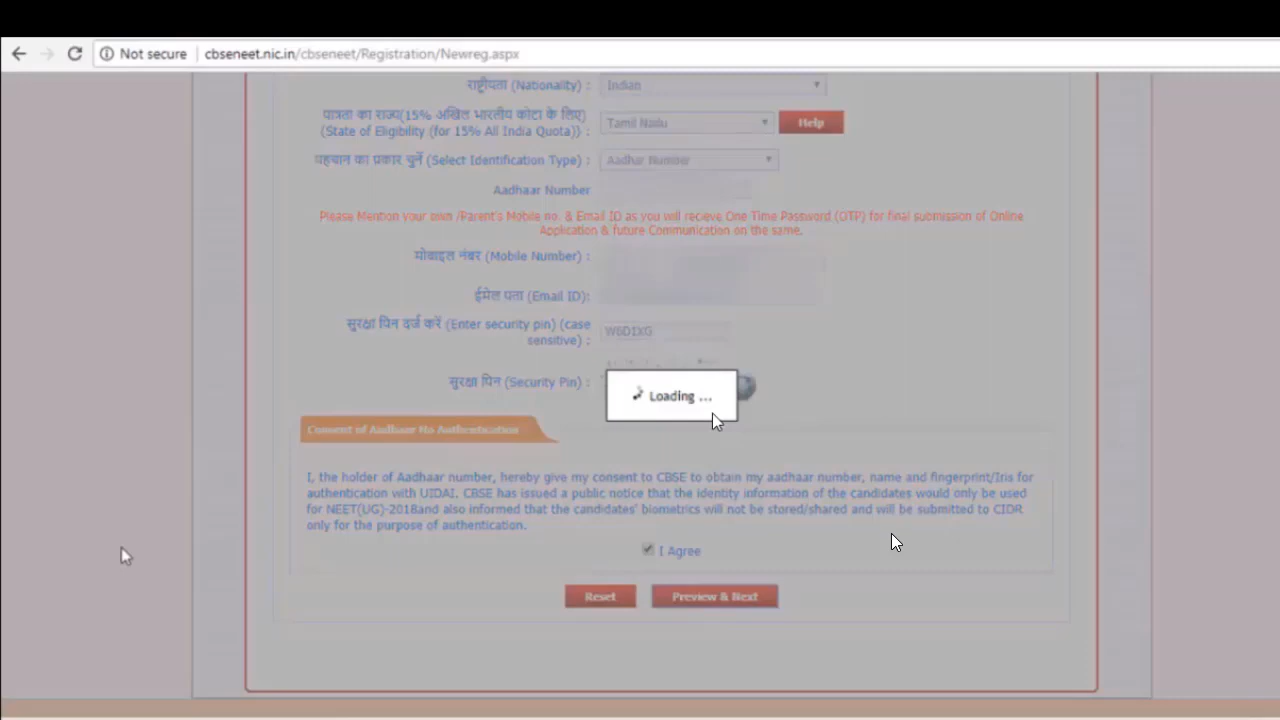 Not secure | cbseneet.nic.in/cbseneet/Registration/Newreg.aspx
राष्ट्रीयता (Nationality) : Indian
पात्रता का राज्य(15% अखिल भारतीय कोटा के लिए)
(State of Eligibility (for 15% All India Quota)) : Tamil Nadu Help
पहचान का प्रकार चुनें (Select Identification Type) : Aadhar Number
Aadhaar Number
Please Mention your own /Parent's Mobile no. & Email ID as you will recieve One Time Password (OTP) for final submission of Online
Application & future Communication on the same.
मोबाइल नंबर (Mobile Number) :
ईमेल पता (Email ID):
सुरक्षा पिन दर्ज करें (Enter security pin) (case W6D1XG
sensitive) :
सुरक्षा पिन (Security Pin) :
Loading ...
Consent of Aadhaar No Authentication
I, the holder of Aadhaar number, hereby give my consent to CBSE to obtain my aadhaar number, name and fingerprint/Iris for
authentication with UIDAI. CBSE has issued a public notice that the identity information of the candidates would only be used
for NEET(UG)-2018and also informed that the candidates' biometrics will not be stored/shared and will be submitted to CIDR
only for the purpose of authentication.
I Agree
Reset Preview & Next